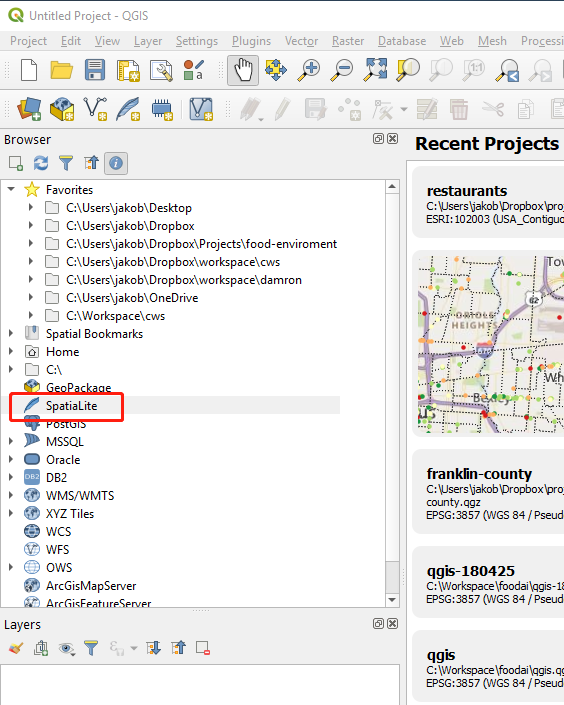 Untitled Project - QGIS
Project Edit View Layer Settings Plugins Vector Raster Database Web Mesh Processi
Browser
Favorites
C:\Users\jakob\Desktop
C:\Users\jakob\Dropbox
C:\Users\jakob\Dropbox\Projects\food-enviroment
C:\Users\jakob\Dropbox\workspace\cws
C:\Users\jakob\Dropbox\workspace\damron
C:\Users\jakob\OneDrive
C:\Workspace\cws
Spatial Bookmarks
Home
C:\
GeoPackage
SpatiaLite
PostGIS
MSSQL
Oracle
DB2
DB2
WMS/WMTS
XYZ Tiles
WCS
WFS
OWS
ArcGisMapServer
ArcGisFeatureServer
Layers
Recent Projects
restaurants
C:\Users\jakob\Dropbox\pro
ESRI:102003 (USA_Contiguo
Tow
62
ORIOLE
HEIGHTS
Wh
Bexley
us
franklin-county
C:\Users\jakob\Dropbox\pro
county.qgz
EPSG:3857 (WGS 84 / Pseud
qgis-180425
C:\Workspace\foodai\qgis-18
EPSG:3857 (WGS 84 / Pseud
qgis
C:\Workspace\foodai\qgis.qg
EPSG:3857 (WGS 84 / Pseud